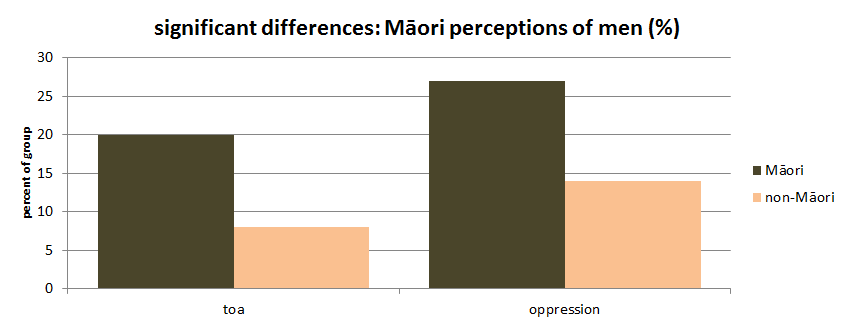 significant differences: Māori perceptions of men (%)
percent of group
30
25
20
15
10
5
0
toa
oppression
Māori
non-Māori